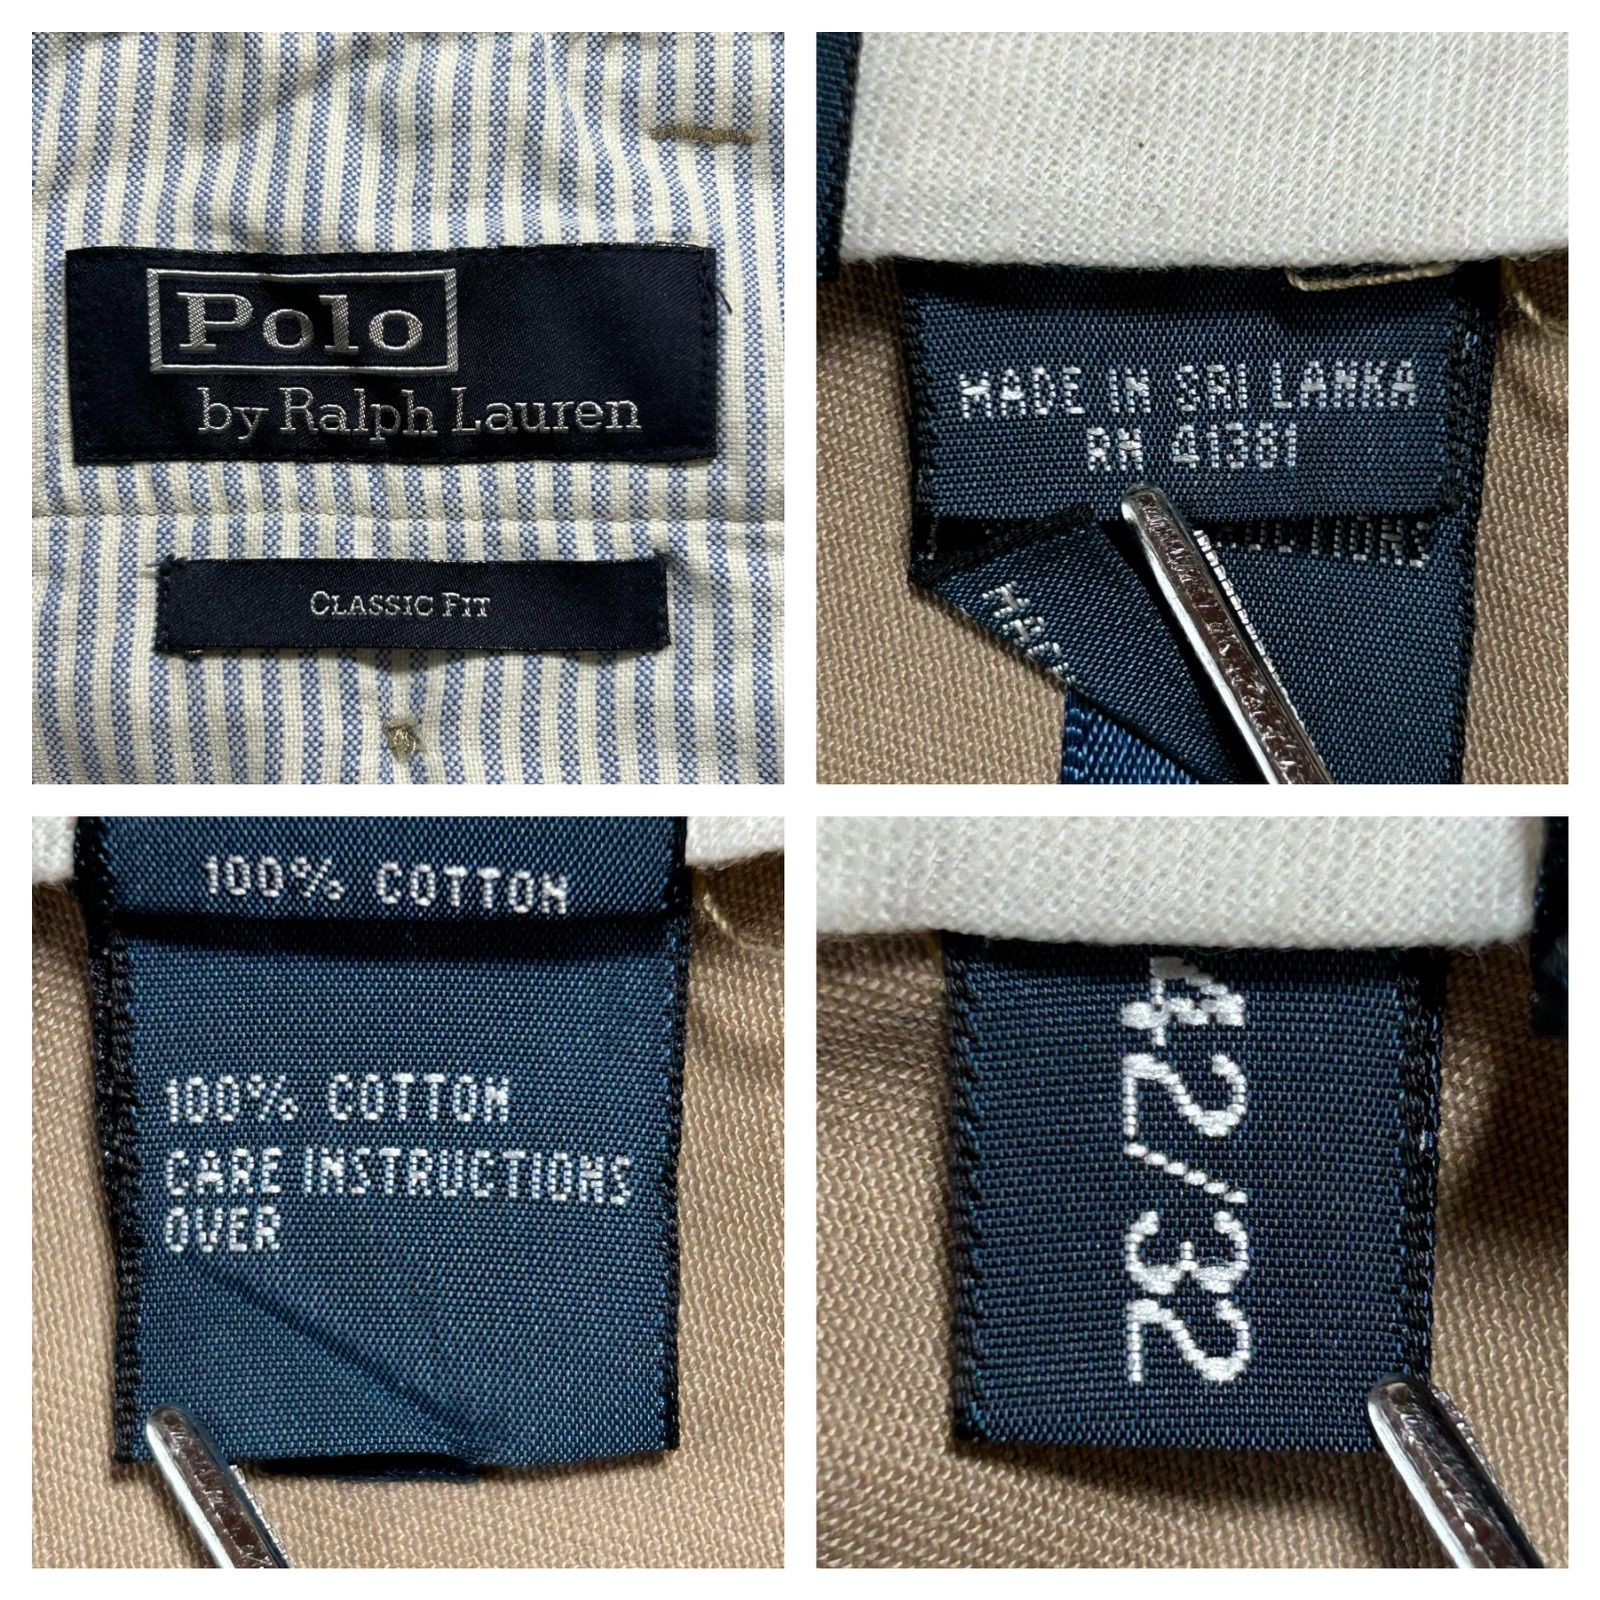 Polo
by Ralph Lauren
CLASSIC FIT
MADE IN SRI LANKA
RN 41381
100% COTTON
100% COTTON
CARE INSTRUCTIONS
OVER
42/32